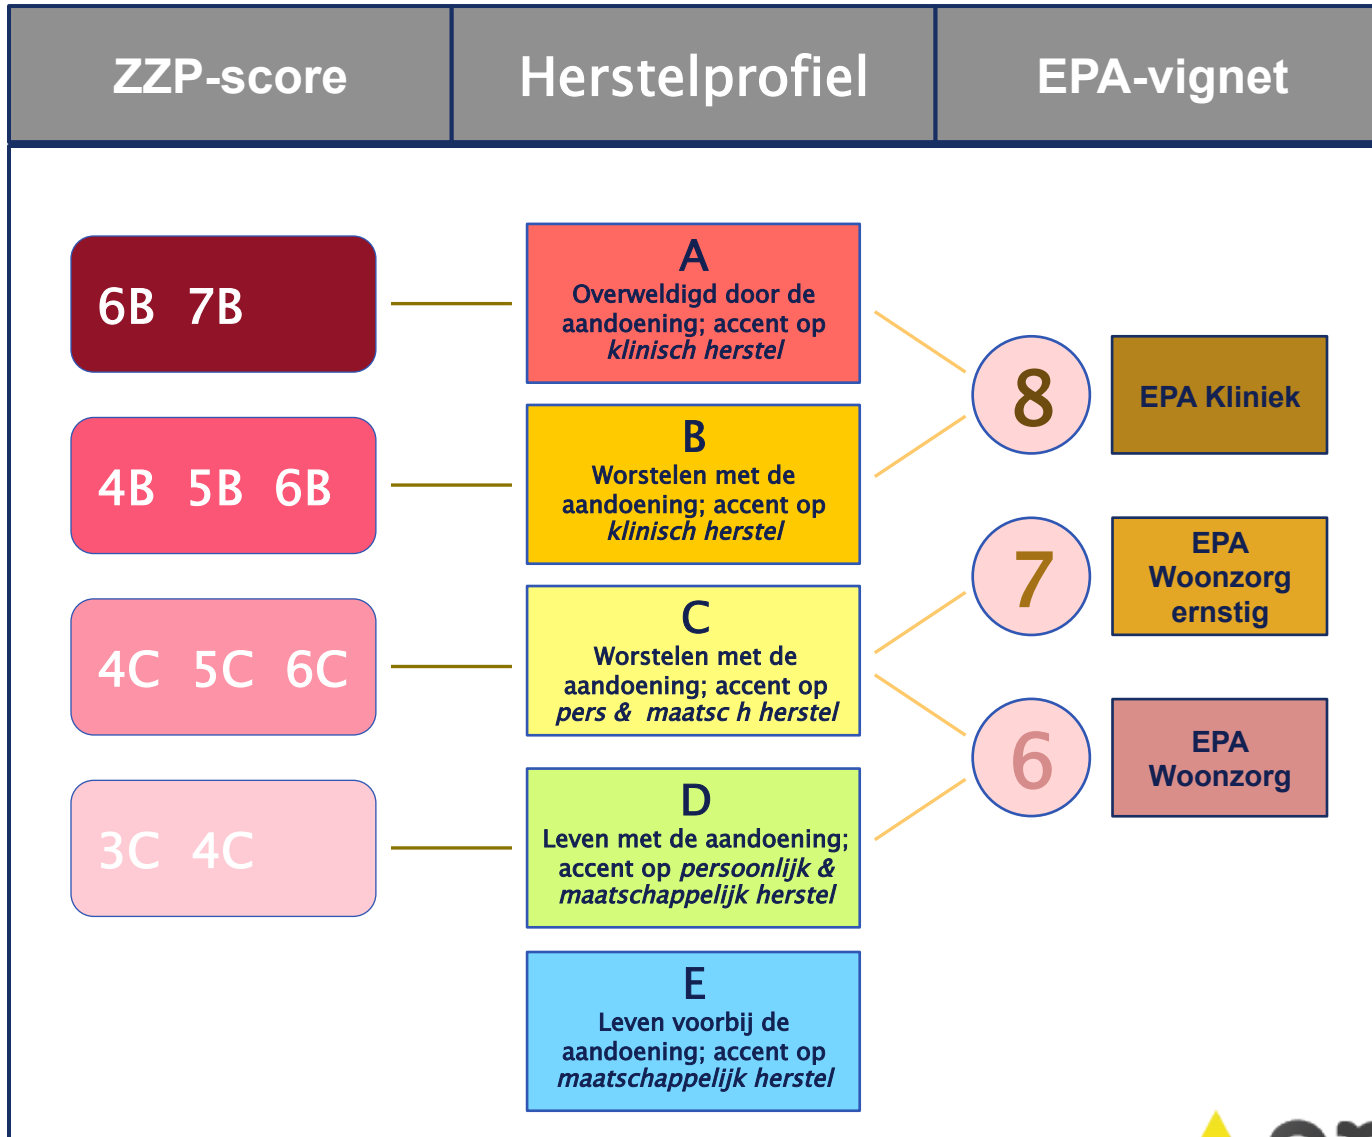 ZZP-score
Herstelprofiel
EPA-vignet
6B 7B
A
Overweldigd door de
aandoening; accent op
klinisch herstel
8
EPA Kliniek
4B 5B 6B
B
Worstelen met de
aandoening; accent op
klinisch herstel
7
EPA
Woonzorg
ernstig
4C 5C 6C
C
Worstelen met de
aandoening; accent op
pers & maatsc h herstel
6
EPA
Woonzorg
3C 4C
D
Leven met de aandoening;
accent op persoonlijk &
maatschappelijk herstel
E
Leven voorbij de
aandoening; accent op
maatschappelijk herstel